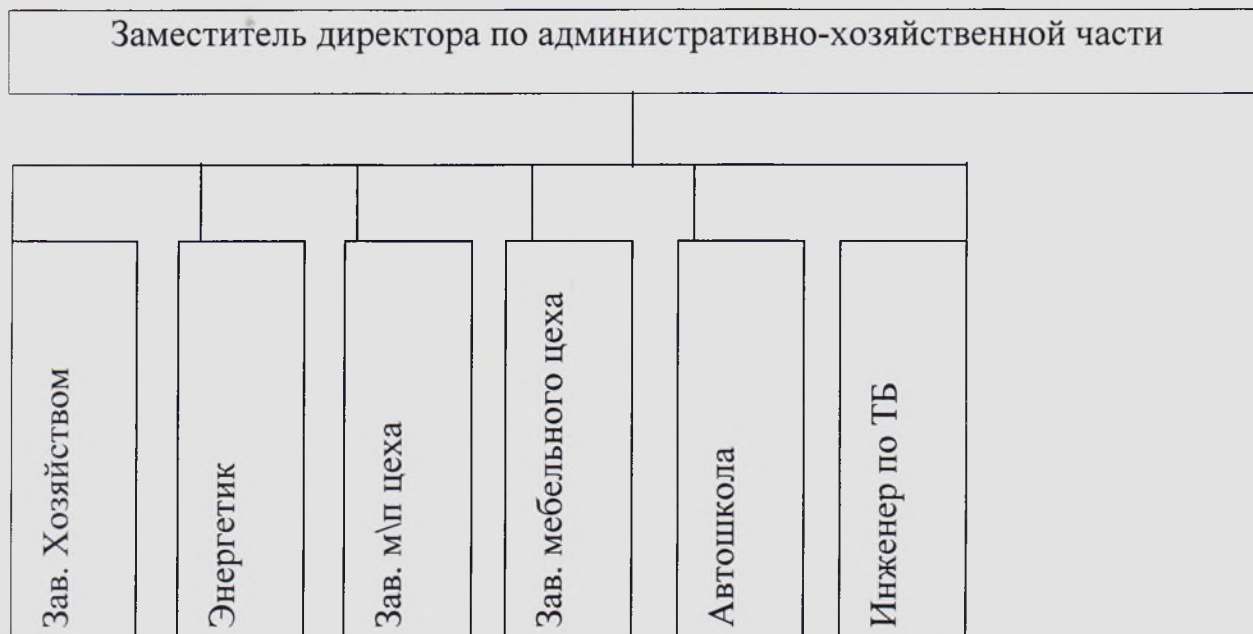 Заместитель директора по административно-хозяйственной части
Зав. Хозяйством
Энергетик
Зав. м\п цеха
Зав. мебельного цеха
Автошкола
Инженер по ТБ